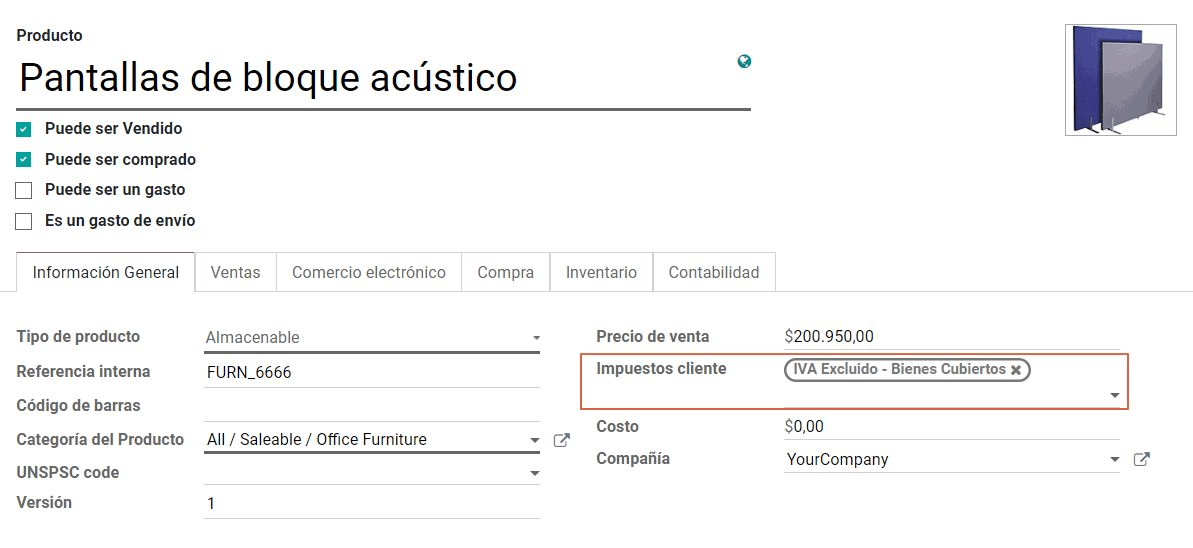 Producto
Pantallas de bloque acústico
Puede ser Vendido
Puede ser comprado
Puede ser un gasto
Es un gasto de envío
Información General Ventas Comercio electrónico Compra Inventario Contabilidad
Tipo de producto Almacenable
Referencia interna FURN_6666
Código de barras
Categoría del Producto All / Saleable / Office Furniture
UNSPSC code
Versión 1
Precio de venta $200.950,00
Impuestos cliente IVA Excluido - Bienes Cubiertos
Costo $0,00
Compañía YourCompany